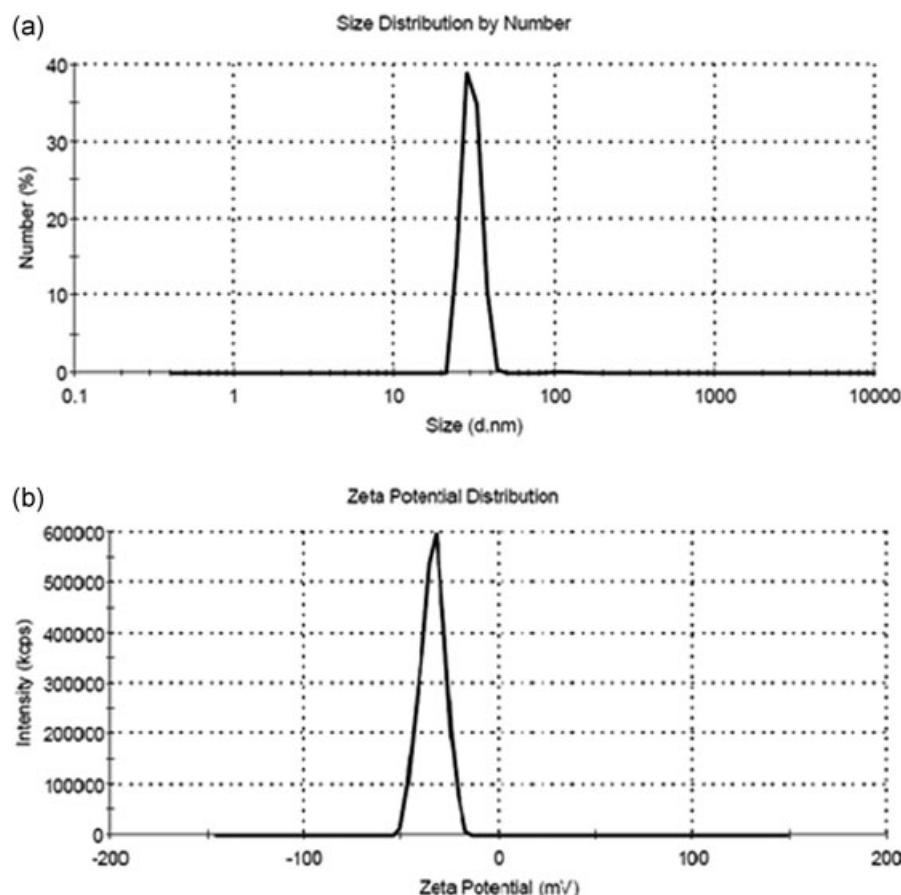 (a)
Size Distribution by Number
40
30
20
10
0
Number (%)
0.1 1 10 100 1000 10000
Size (d.nm)
(b)
Zeta Potential Distribution
600000
500000
400000
300000
200000
100000
0
Intensity (kcps)
-200 -100 0 100 200
Zeta Potential (mV)